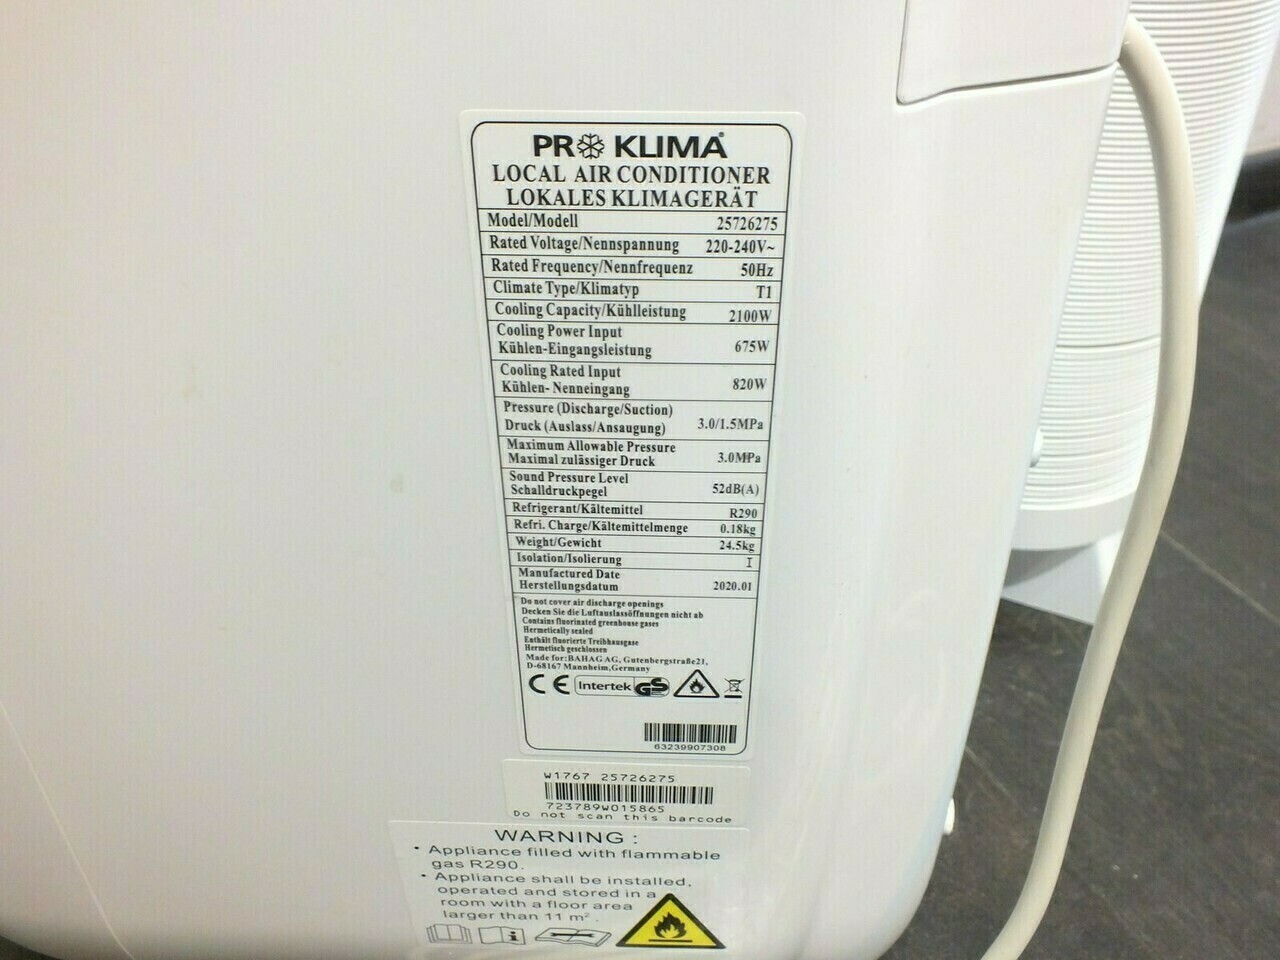 PRO KLIMA
LOCAL AIR CONDITIONER
LOKALES KLIMAGERÄT
Model/Modell 25726275
Rated Voltage/Nennspannung 220-240V~
Rated Frequency/Nennfrequenz 50Hz
Climate Type/Klimatyp T1
Cooling Capacity/Kühlleistung 2100W
Cooling Power Input
Kühlen-Eingangsleistung 675W
Cooling Rated Input
Kühlen- Nenneingang 820W
Pressure (Discharge/Suction)
Druck (Auslass/Ansaugung) 3.0/1.5MPa
Maximum Allowable Pressure
Maximal zulässiger Druck 3.0MPa
Sound Pressure Level
Schalldruckpegel 52dB(A)
Refrigerant/Kältemittel R290
Refri. Charge/Kältemittelmenge 0.18kg
Weight/Gewicht 24.5kg
Isolation/Isolierung I
Manufactured Date
Herstellungsdatum 2020.01
Do not cover air discharge openings
Decken Sie die Luftauslassöffnungen nicht ab
Contains fluorinated greenhouse gases
Hermetically sealed
Enthält fluorierte Treibhausgase
Hermetisch geschlossen
Made for:BAHAG AG, Gutenbergstraße21,
D-68167 Mannheim,Germany
CE Intertek GS
63239907308
W1767 25726275
723789W015865
Do not scan this barcode
WARNING :
• Appliance filled with flammable
gas R290.
• Appliance shall be installed,
operated and stored in a
room with a floor area
larger than 11 m² .